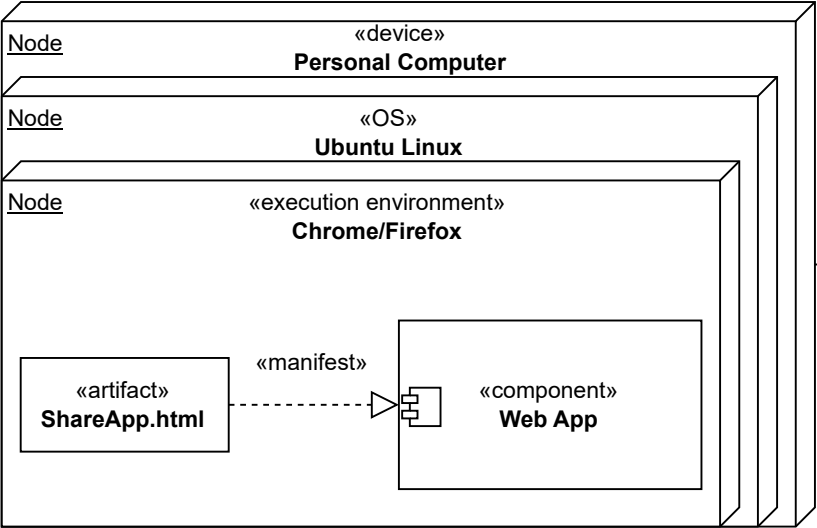 Node
«device»
Personal Computer
Node
«OS»
Ubuntu Linux
Node
«execution environment»
Chrome/Firefox
«manifest»
«artifact»
ShareApp.html
«component»
Web App